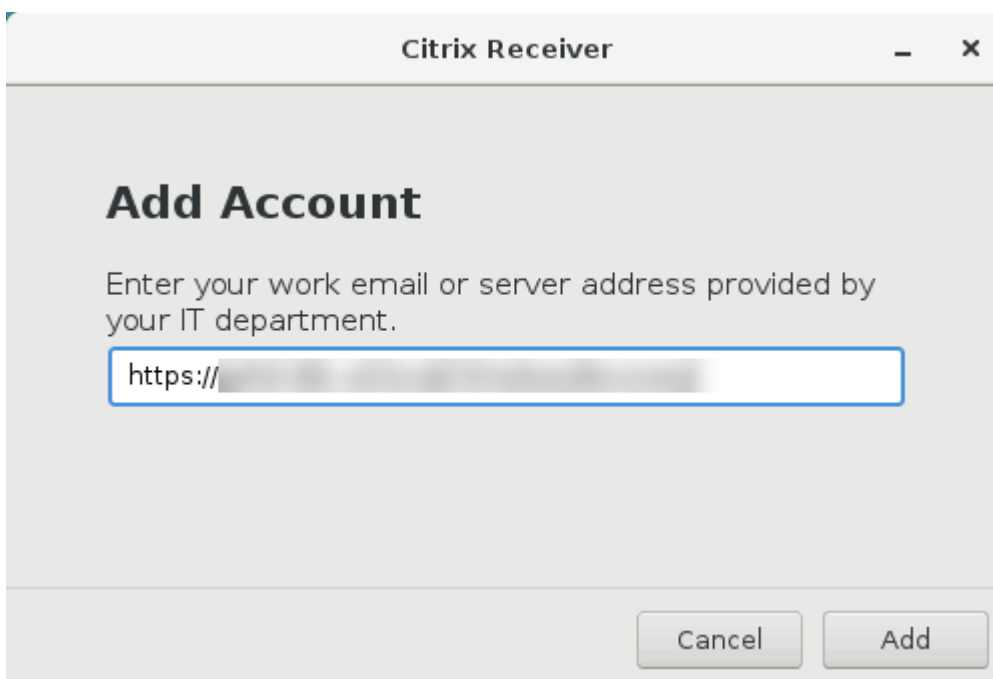 Citrix Receiver
Add Account
Enter your work email or server address provided by
your IT department.
https://
Cancel
Add